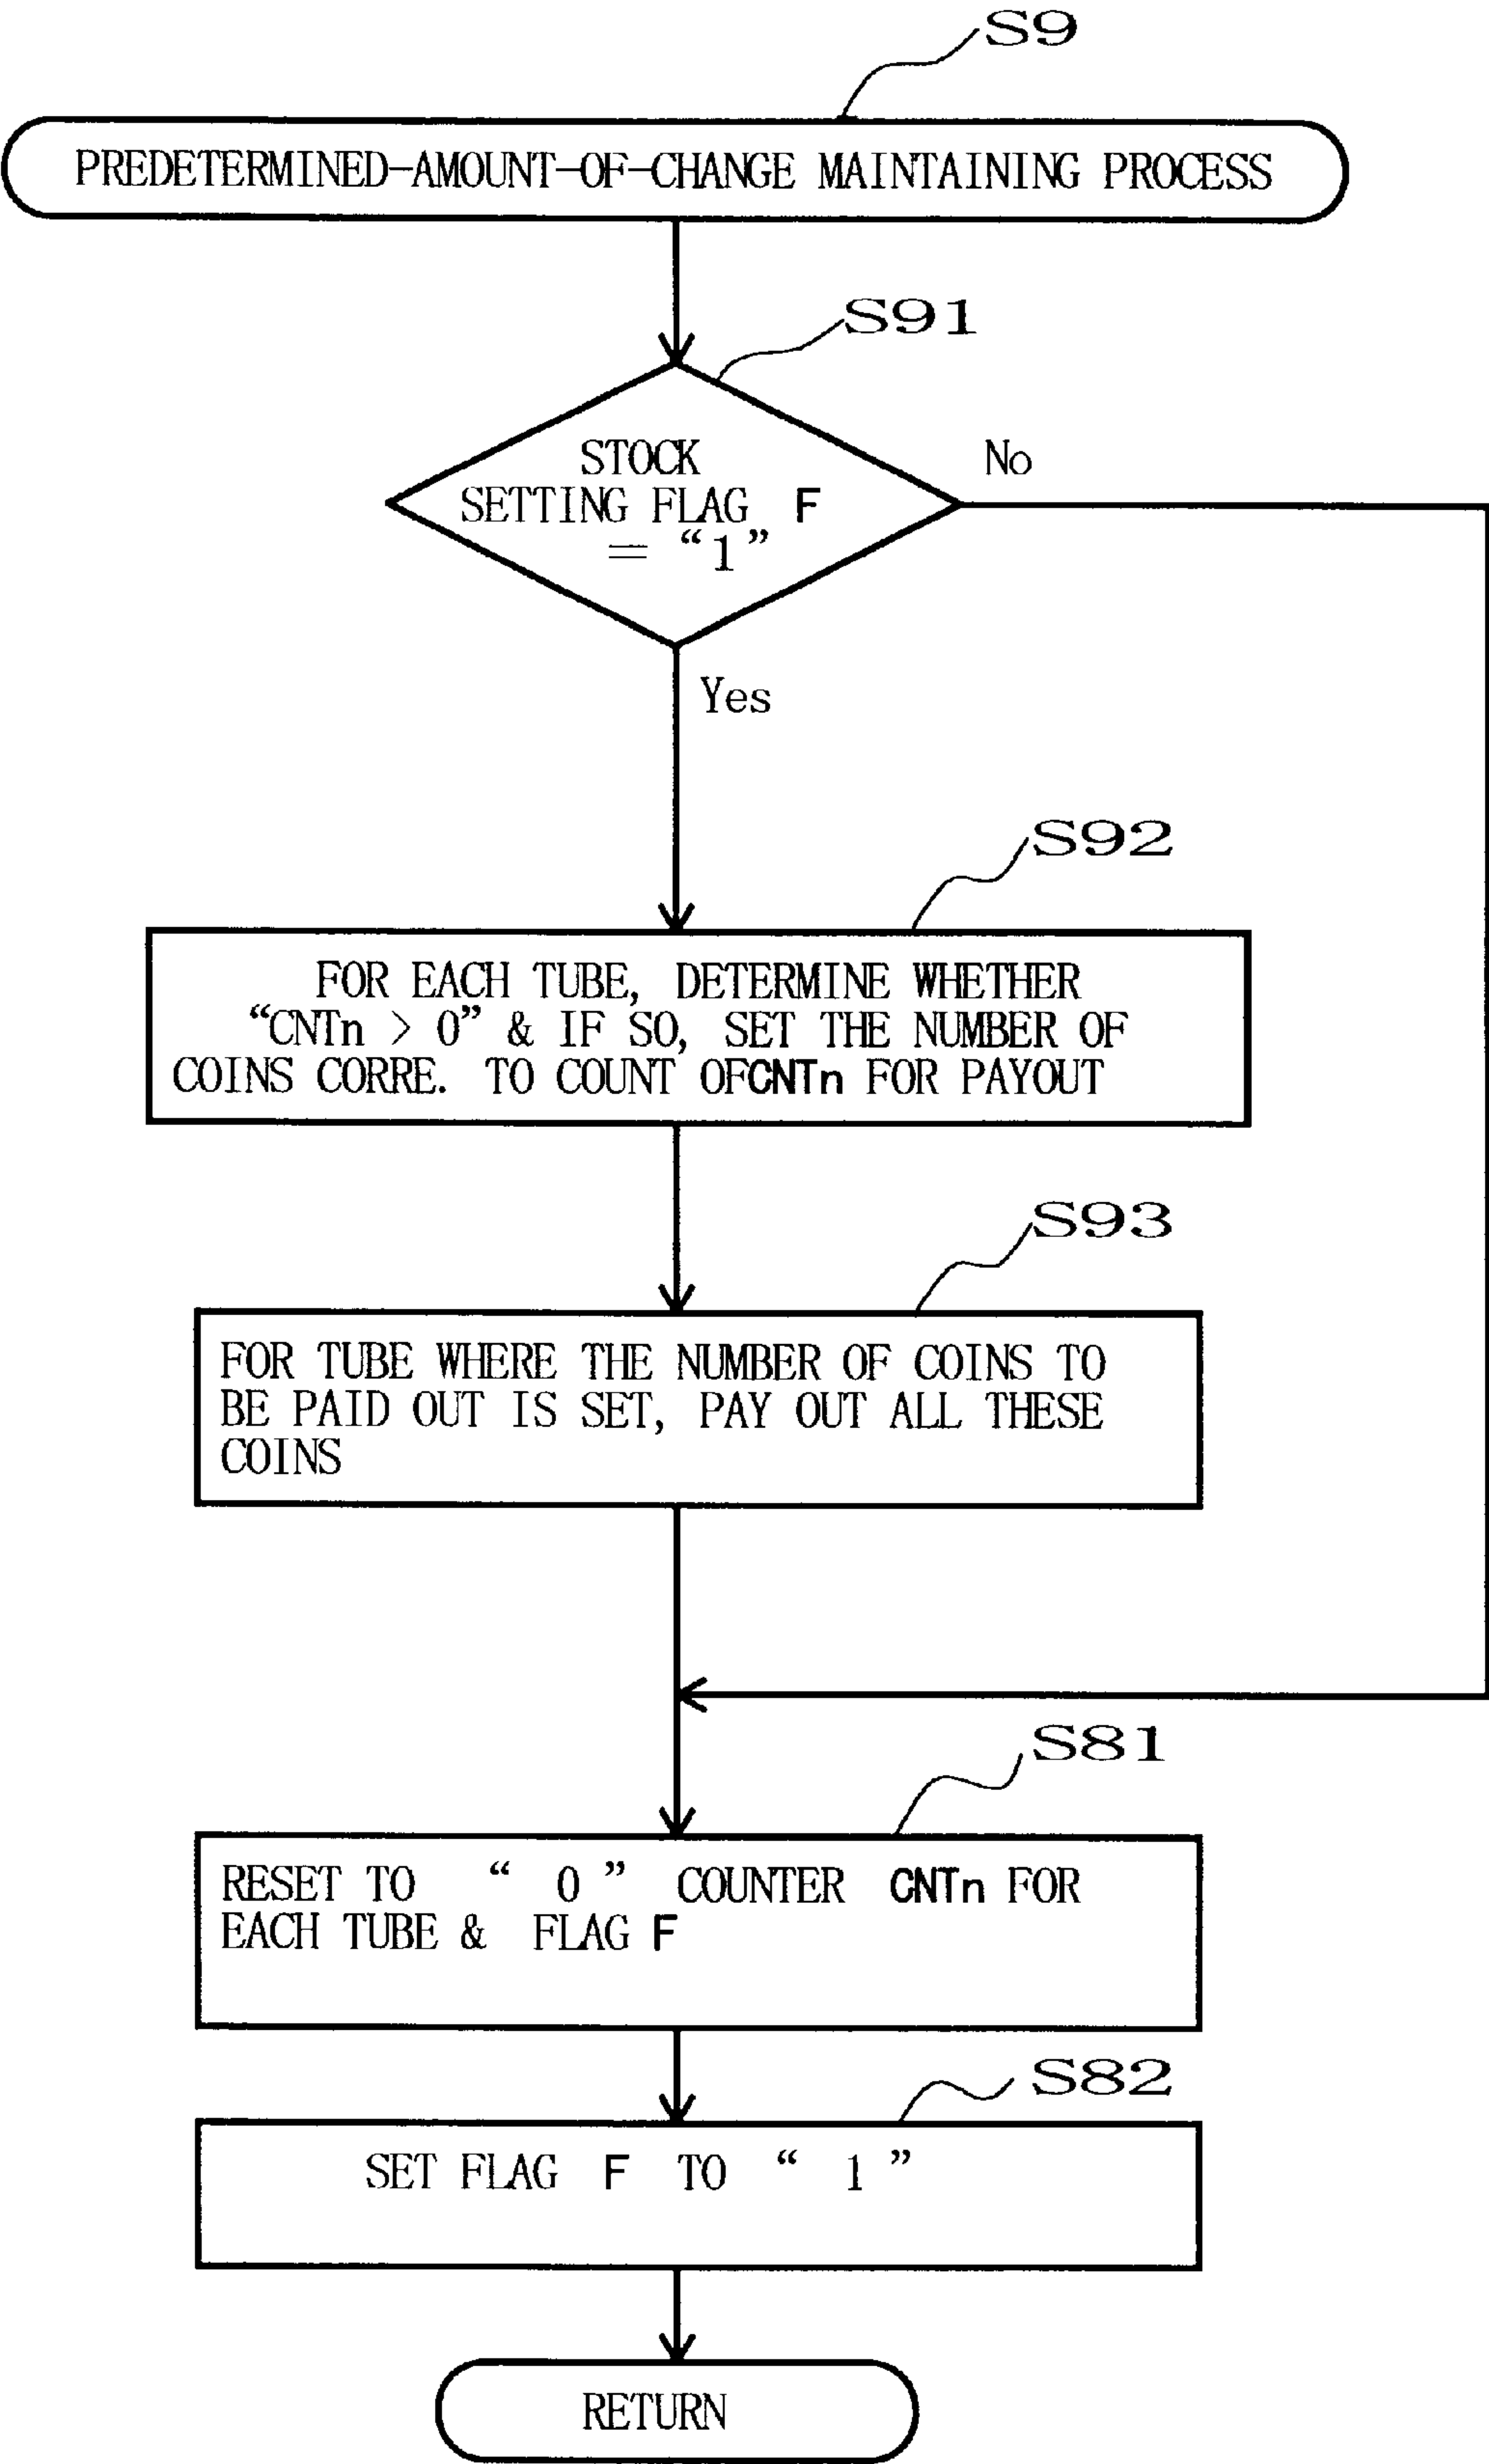 S9
PREDETERMINED-AMOUNT-OF-CHANGE MAINTAINING PROCESS
S91
STOCK
SETTING FLAG F
= “1”
No
Yes
S92
FOR EACH TUBE, DETERMINE WHETHER
“CNTn > 0” & IF SO, SET THE NUMBER OF
COINS CORRE. TO COUNT OFCNTn FOR PAYOUT
S93
FOR TUBE WHERE THE NUMBER OF COINS TO
BE PAID OUT IS SET, PAY OUT ALL THESE
COINS
S81
RESET TO “ 0 ” COUNTER CNTn FOR
EACH TUBE & FLAG F
S82
SET FLAG F TO “ 1 ”
RETURN